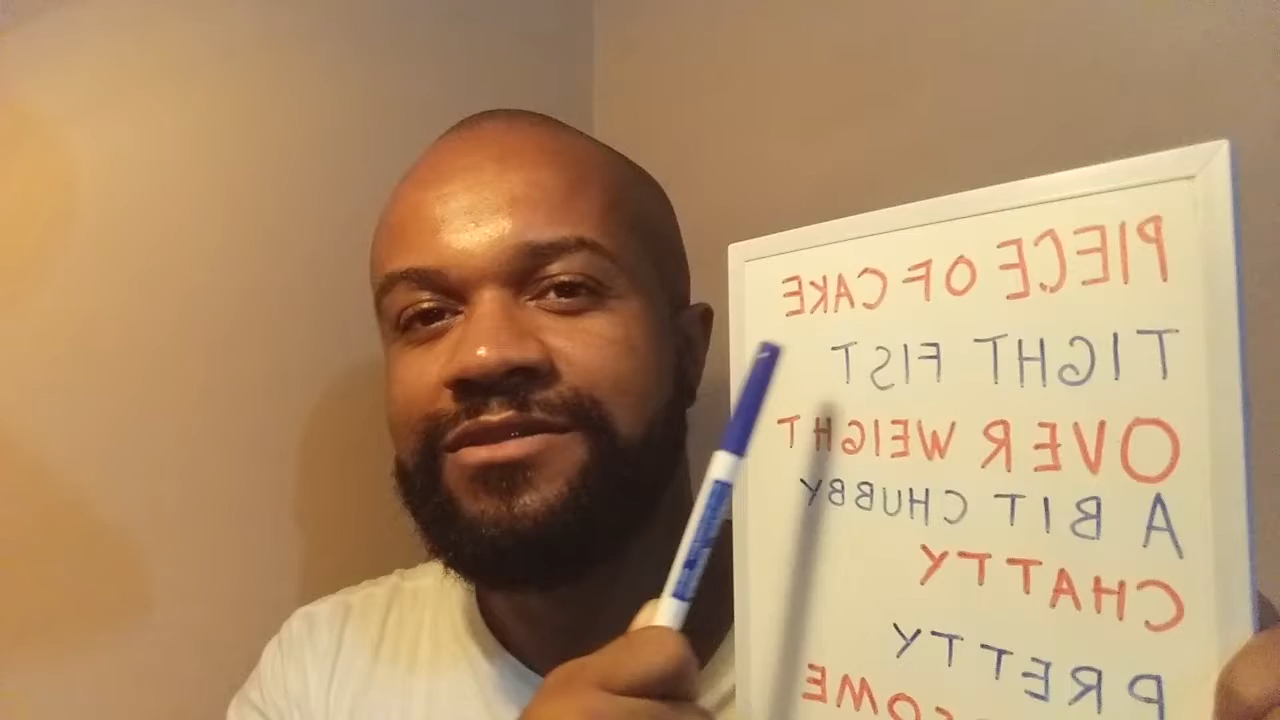 PIECE OF CAKE
TIGHT FIST
OVER WEIGHT
A BIT CHUBBY
CHATTY
PRETTY